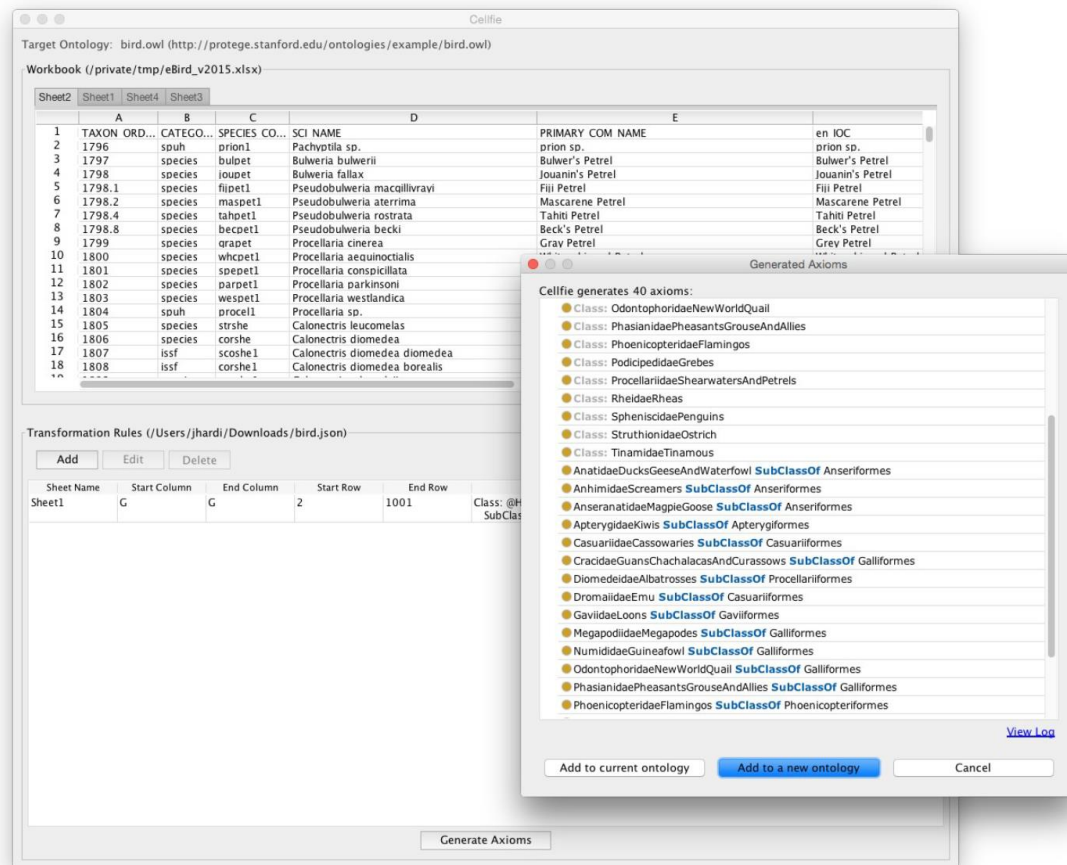 Cellfie
Target Ontology: bird.owl (http://protege.stanford.edu/ontologies/example/bird.owl)
Workbook (/private/tmp/eBird_v2015.xlsx)
Sheet2 Sheet1 Sheet4 Sheet3
A B C D E
1 TAXON ORD... CATEGO... SPECIES CO... SCI NAME PRIMARY COM NAME en IOC
2 1796 spuh prion1 Pachyptila sp. prion sp. prion sp.
3 1797 species bulpet Bulweria bulwerii Bulwer's Petrel Bulwer's Petrel
4 1798 species joupet Bulweria fallax Jouanin's Petrel Jouanin's Petrel
5 1798.1 species fijpet1 Pseudobulweria macgillivrayi Fiji Petrel Fiji Petrel
6 1798.2 species maspet1 Pseudobulweria aterrima Mascarene Petrel Mascarene Petrel
7 1798.4 species tahpet1 Pseudobulweria rostrata Tahiti Petrel Tahiti Petrel
8 1798.8 species becpet1 Pseudobulweria becki Beck's Petrel Beck's Petrel
9 1799 species grapet Procellaria cinerea Gray Petrel Grey Petrel
10 1800 species whcpet1 Procellaria aequinoctialis
11 1801 species spepet1 Procellaria conspicillata
12 1802 species parpet1 Procellaria parkinsoni
13 1803 species wespet1 Procellaria westlandica
14 1804 spuh procel1 Procellaria sp.
15 1805 species strshe Calonectris leucomelas
16 1806 species corshe Calonectris diomedea
17 1807 issf scoshe1 Calonectris diomedea diomedea
18 1808 issf corshe1 Calonectris diomedea borealis
Transformation Rules (/Users/jhardi/Downloads/bird.json)
Add Edit Delete
Sheet Name Start Column End Column Start Row End Row
Sheet1 G G 2 1001 Class: @H
SubClas
Generate Axioms
Generated Axioms
Cellfie generates 40 axioms:
Class: OdontophoridaeNewWorldQuail
Class: PhasianidaePheasantsGrouseAndAllies
Class: PhoenicopteridaeFlamingos
Class: PodicipedidaeGrebes
Class: ProcellariidaeShearwatersAndPetrels
Class: RheidaeRheas
Class: SpheniscidaePenguins
Class: StruthionidaeOstrich
Class: TinamidaeTinamous
AnatidaeDucksGeeseAndWaterfowl SubClassOf Anseriformes
AnhimidaeScreamers SubClassOf Anseriformes
AnseranatidaeMagpieGoose SubClassOf Anseriformes
ApterygidaeKiwis SubClassOf Apterygiformes
CasuariidaeCassowaries SubClassOf Casuariiformes
CracidaeGuansChachalacasAndCurassows SubClassOf Galliformes
DiomedeidaeAlbatrosses SubClassOf Procellariiformes
DromaiidaeEmu SubClassOf Casuariiformes
GaviidaeLoons SubClassOf Gaviiformes
MegapodiidaeMegapodes SubClassOf Galliformes
NumididaeGuineafowl SubClassOf Galliformes
OdontophoridaeNewWorldQuail SubClassOf Galliformes
PhasianidaePheasantsGrouseAndAllies SubClassOf Galliformes
PhoenicopteridaeFlamingos SubClassOf Phoenicopteriformes
View Log
Add to current ontology Add to a new ontology Cancel